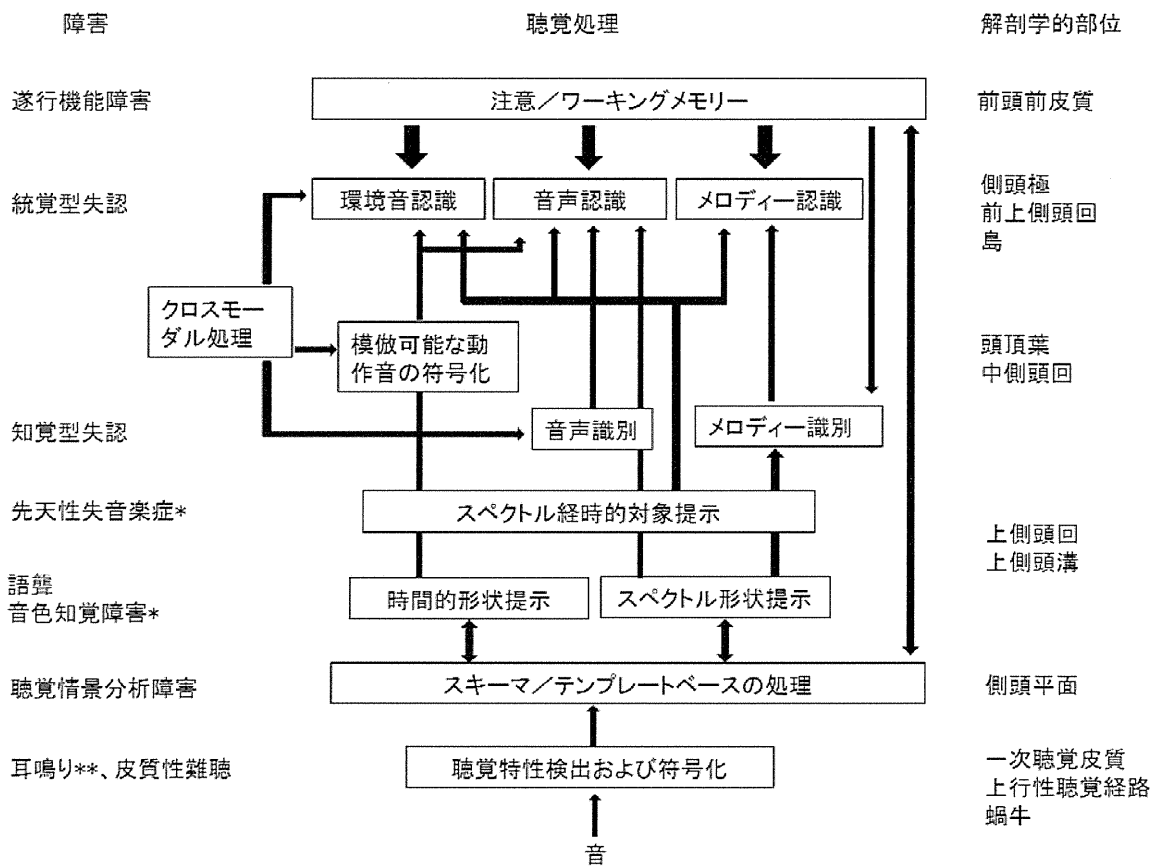 障害 聴覚処理 解剖学的部位
遂行機能障害 注意／ワーキングメモリー 前頭前皮質
統覚型失認 環境音認識 音声認識 メロディー認識 側頭極
前上側頭回
島
クロスモー
ダル処理
模倣可能な動
作音の符号化
頭頂葉
中側頭回
知覚型失認 音声識別 メロディー識別
先天性失音楽症* スペクトル経時的対象提示
上側頭回
上側頭溝
語聾
音色知覚障害*
時間的形状提示 スペクトル形状提示
聴覚情景分析障害 スキーマ／テンプレートベースの処理 側頭平面
耳鳴り**、皮質性難聴 聴覚特性検出および符号化 一次聴覚皮質
上行性聴覚経路
蝸牛
音